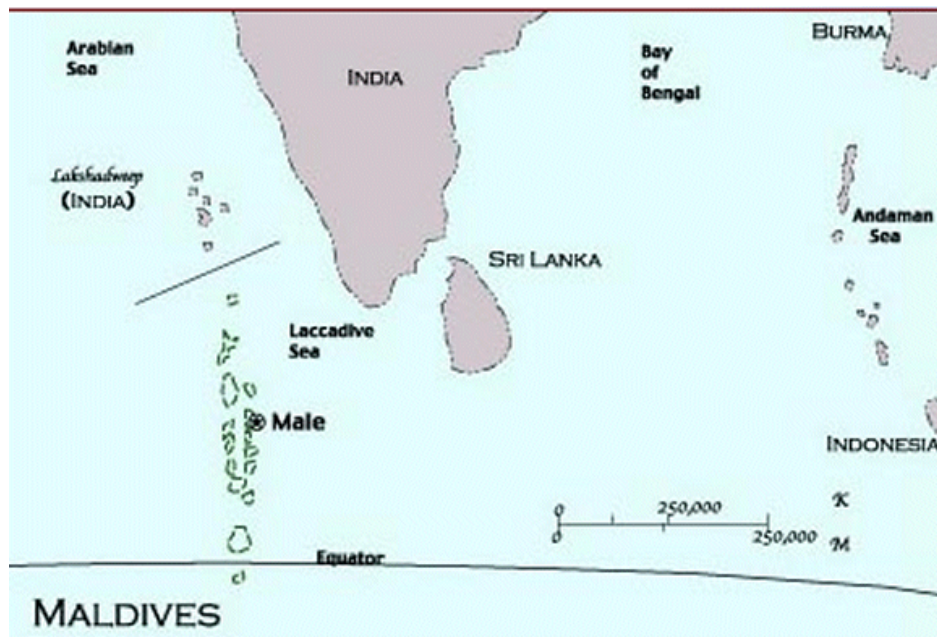 Arabian
Sea
INDIA
Bay
of
Bengal
BURMA
Lakshadweep
(INDIA)
Andaman
Sea
SRI LANKA
Laccadive
Sea
Male
INDONESIA
0 250,000 K
0 250,000 M
Equator
MALDIVES